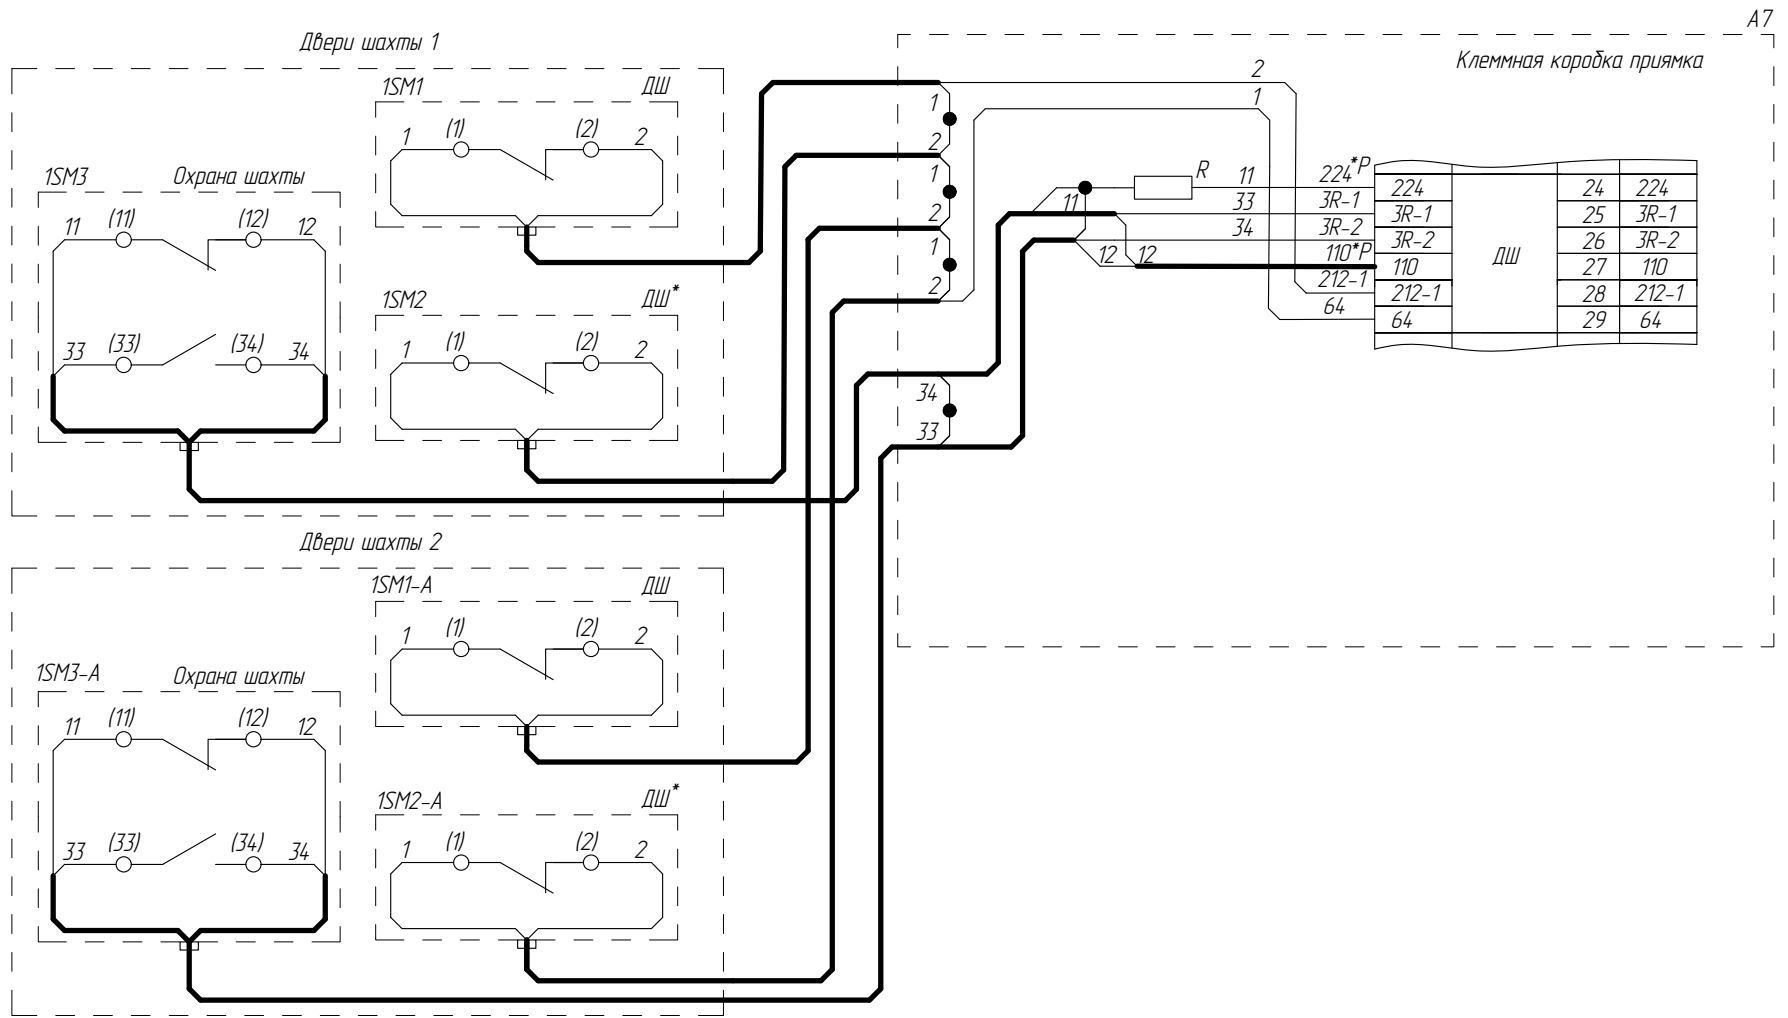 A7
Двери шахты 1
Клеммная коробка приямка
1SM1 ДШ
1 (1) (2) 2
1SM3 Охрана шахты
11 (11) (12) 12
33 (33) (34) 34
1SM2 ДШ*
1 (1) (2) 2
Двери шахты 2
1SM1-A ДШ
1 (1) (2) 2
1SM3-A Охрана шахты
11 (11) (12) 12
33 (33) (34) 34
1SM2-A ДШ*
1 (1) (2) 2
2
1
1
2
1
2
1
2
34
33
R
11
11 224*P
33 3R-1
34 3R-2
12 12 110*P
212-1
64
ДШ
224 24 224
3R-1 25 3R-1
3R-2 26 3R-2
110 27 110
212-1 28 212-1
64 29 64